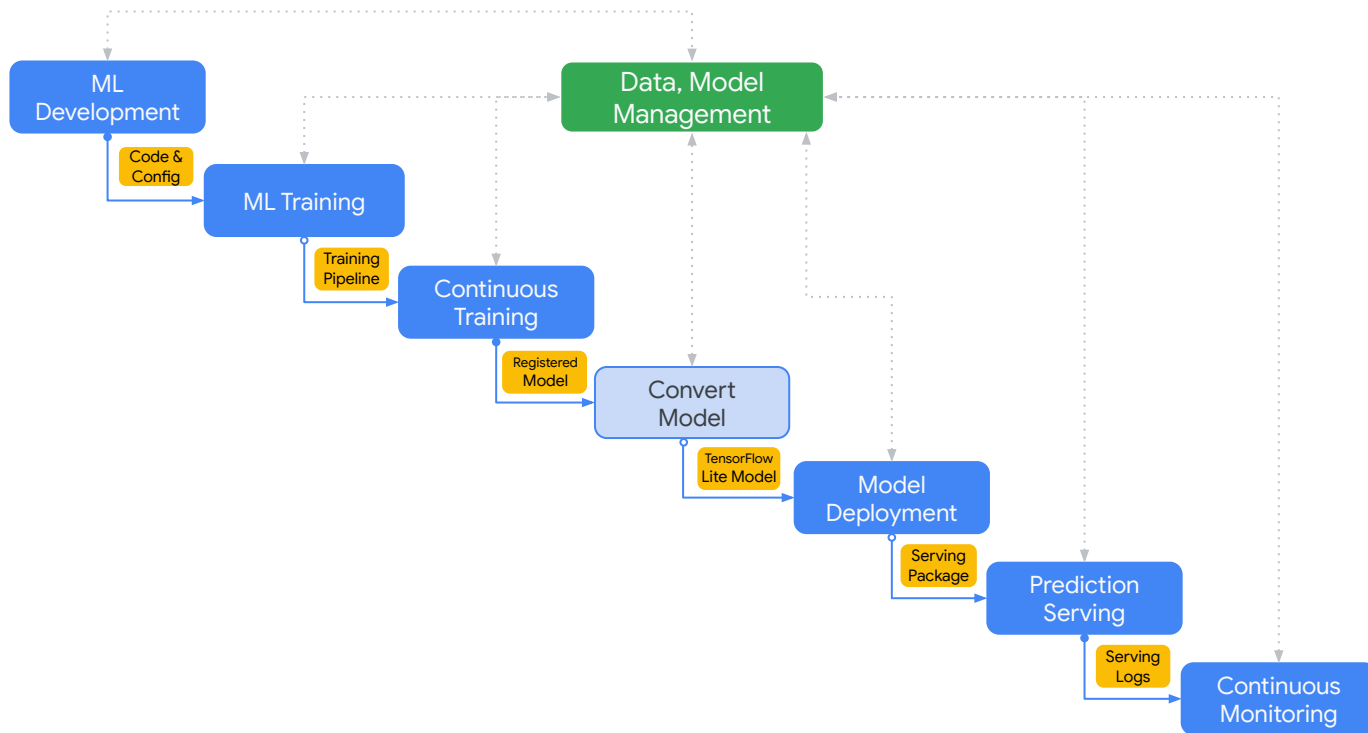 ML
Development
Data, Model
Management
Code &
Config
ML Training
Training
Pipeline
Continuous
Training
Registered
Model
Convert
Model
TensorFlow
Lite Model
Model
Deployment
Serving
Package
Prediction
Serving
Serving
Logs
Continuous
Monitoring